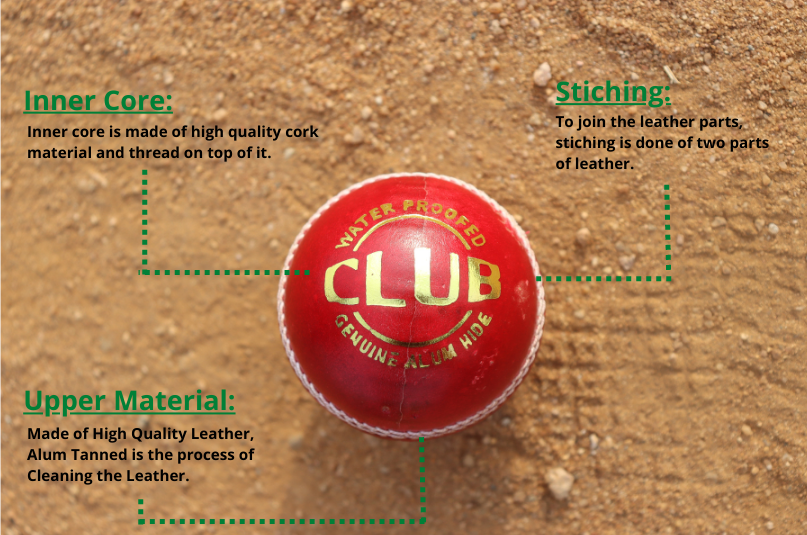 Inner Core:
Inner core is made of high quality cork
material and thread on top of it.
Stiching:
To join the leather parts,
stiching is done of two parts
of leather.
WATER PROOFED
CLUB
GENUINE ALUM HIDE
Upper Material:
Made of High Quality Leather,
Alum Tanned is the process of
Cleaning the Leather.